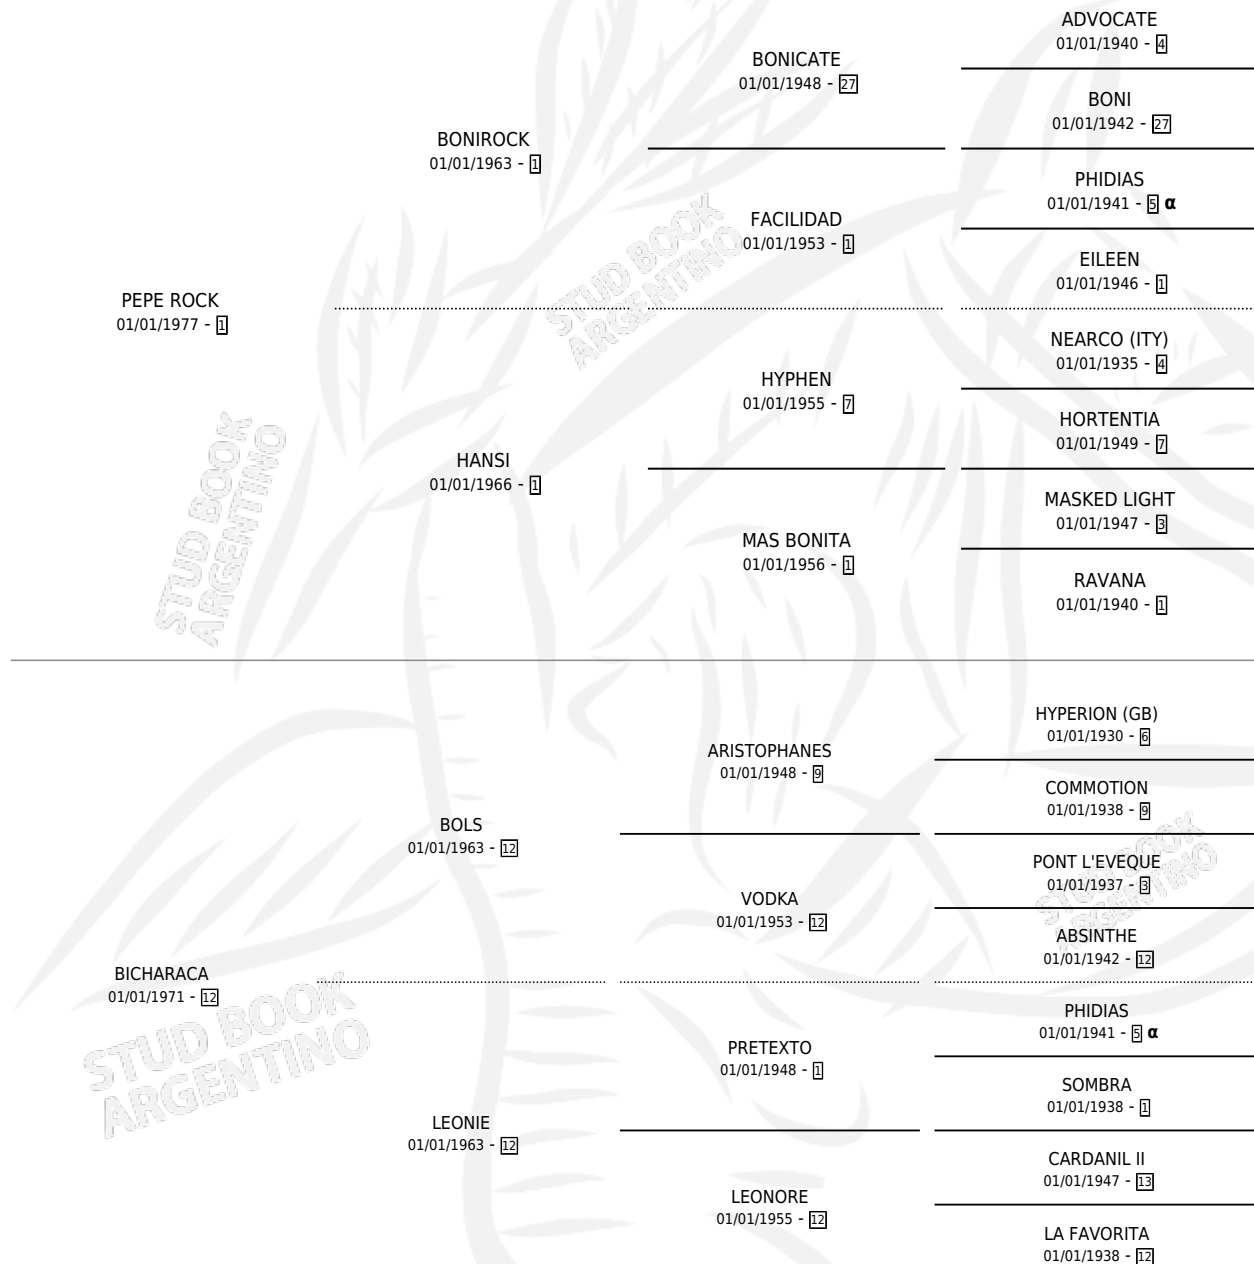 ADVOCATE
01/01/1940 - 4
BONICATE
01/01/1948 - 27
BONI
01/01/1942 - 27
BONIROCK
01/01/1963 - 1
PHIDIAS
01/01/1941 - 5 α
FACILIDAD
01/01/1953 - 1
EILEEN
01/01/1946 - 1
STUD BOOK
ARGENTINO
PEPE ROCK
01/01/1977 - 1
NEARCO (ITY)
01/01/1935 - 4
HYPHEN
01/01/1955 - 7
HORTENTIA
01/01/1949 - 7
HANSI
01/01/1966 - 1
MASKED LIGHT
01/01/1947 - 3
MAS BONITA
01/01/1956 - 1
RAVANA
01/01/1940 - 1
STUD BOOK
ARGENTINO
HYPERION (GB)
01/01/1930 - 6
ARISTOPHANES
01/01/1948 - 9
COMMOTION
01/01/1938 - 9
BOLS
01/01/1963 - 12
PONT L'EVEQUE
01/01/1937 - 3
STUD BOOK
ARGENTINO
VODKA
01/01/1953 - 12
ABSINTHE
01/01/1942 - 12
BICHARACA
01/01/1971 - 12
PHIDIAS
01/01/1941 - 5 α
PRETEXTO
01/01/1948 - 1
SOMBRA
01/01/1938 - 1
STUD BOOK
ARGENTINO
LEONIE
01/01/1963 - 12
CARDANIL II
01/01/1947 - 13
LEONORE
01/01/1955 - 12
LA FAVORITA
01/01/1938 - 12